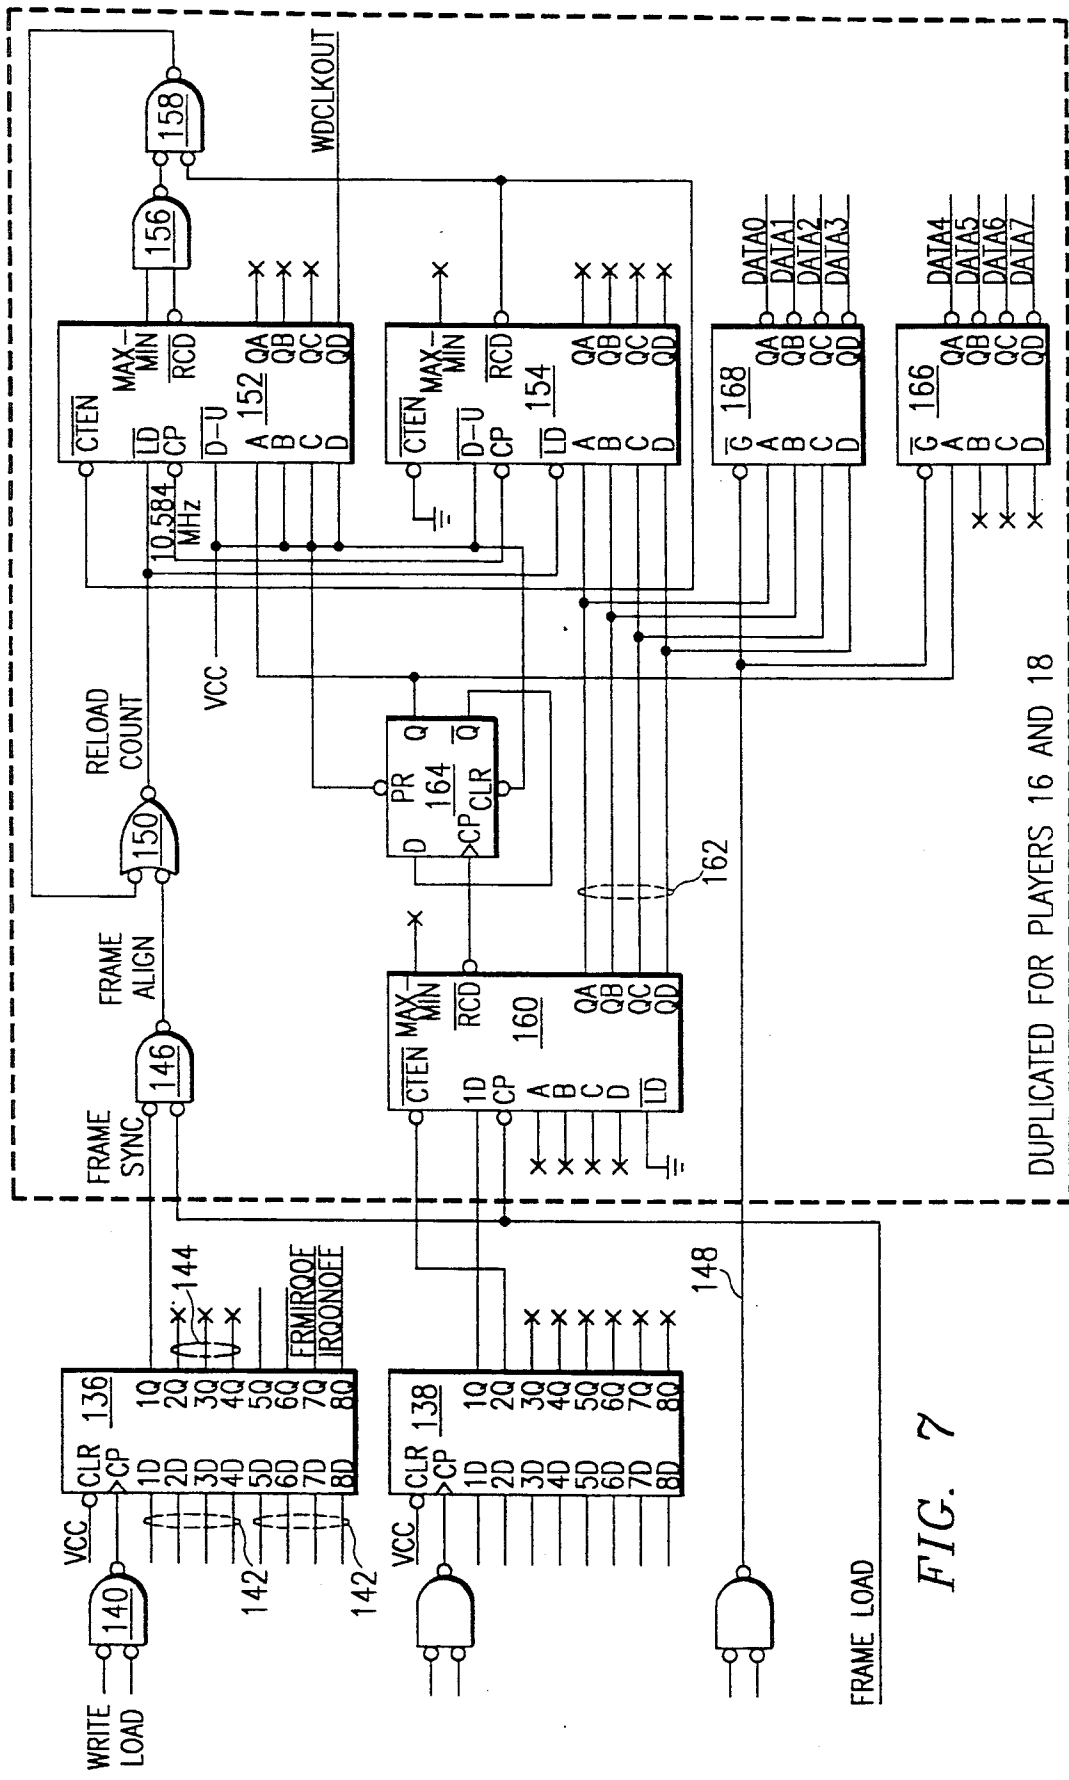 WRITE
LOAD
140
VCC
CLR
CP
136
1D
2D
3D
4D
5D
6D
7D
8D
1Q
2Q
3Q
4Q
5Q
6Q
7Q
8Q
142
142
144
FRMIRQOE
IRQONOFF
VCC
CLR
CP
138
1D
2D
3D
4D
5D
6D
7D
8D
1Q
2Q
3Q
4Q
5Q
6Q
7Q
8Q
148
FRAME LOAD
FRAME
SYNC
146
FRAME
ALIGN
150
RELOAD
COUNT
CTEN
1D
CP
A
B
C
D
LD
160
MAX-
MIN
RCD
QA
QB
QC
QD
162
D
CP
PR
164
CLR
Q
Q
VCC
10.584
MHz
CTEN
LD
CP
D-U
A
B
C
D
152
MAX-
MIN
RCD
QA
QB
QC
QD
156
158
WDCLKOUT
CTEN
D-U
CP
LD
A
B
C
D
154
MAX-
MIN
RCD
QA
QB
QC
QD
G
A
B
C
D
168
QA
QB
QC
QD
DATA0
DATA1
DATA2
DATA3
G
A
B
C
D
166
QA
QB
QC
QD
DATA4
DATA5
DATA6
DATA7
DUPLICATED FOR PLAYERS 16 AND 18
FIG. 7